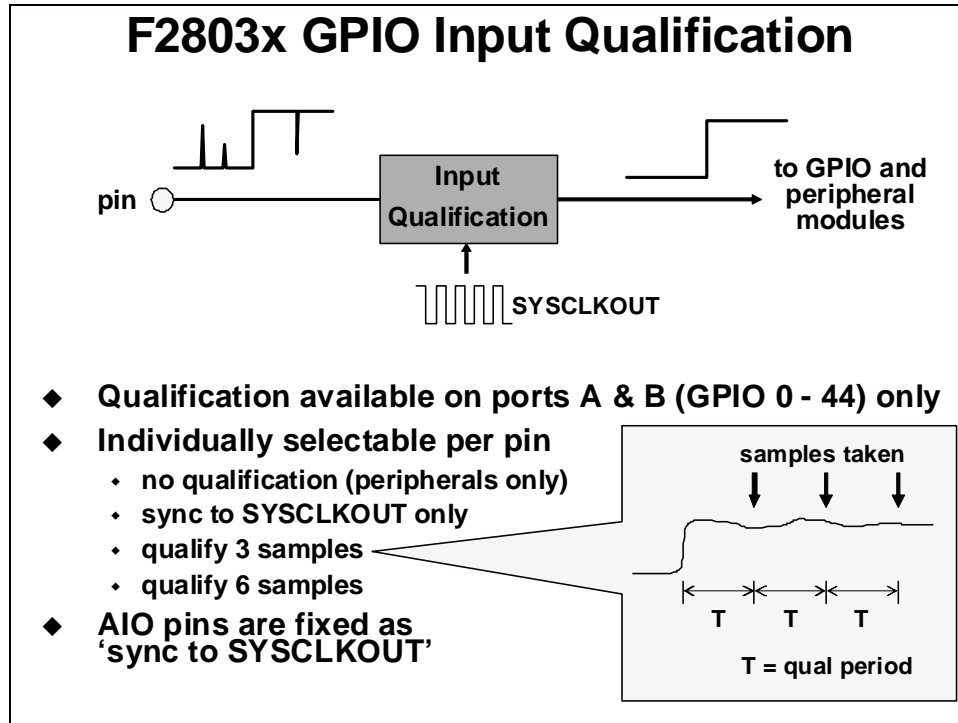 F2803x GPIO Input Qualification
pin
Input
Qualification
to GPIO and
peripheral
modules
SYSCLKOUT
◆ Qualification available on ports A & B (GPIO 0 - 44) only
◆ Individually selectable per pin
◆ no qualification (peripherals only)
◆ sync to SYSCLKOUT only
◆ qualify 3 samples
◆ qualify 6 samples
◆ AIO pins are fixed as
‘sync to SYSCLKOUT’
samples taken
T T T
T = qual period